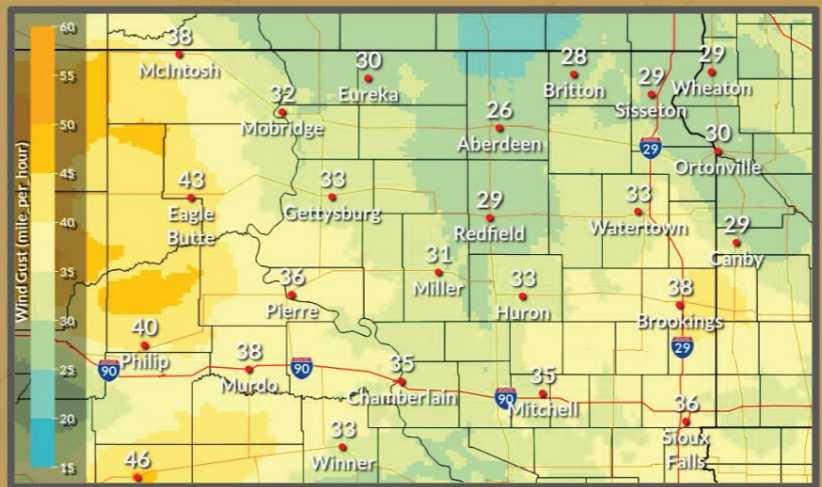 Wind Gust (mile_per_hour)
60
55
50
45
40
35
30
25
20
15
38
McIntosh
30
Eureka
28
Britton
29
Sisseton
29
Wheaton
32
Mobridge
26
Aberdeen
29
30
Ortonville
43
Eagle
Butte
33
Gettysburg
29
Redfield
33
Watertown
29
Canby
36
Pierre
31
Miller
33
Huron
38
Brookings
29
40
Philip
90
38
Murdo
90
35
Chamberlain
90
35
Mitchell
36
Sioux
Falls
33
Winner
46